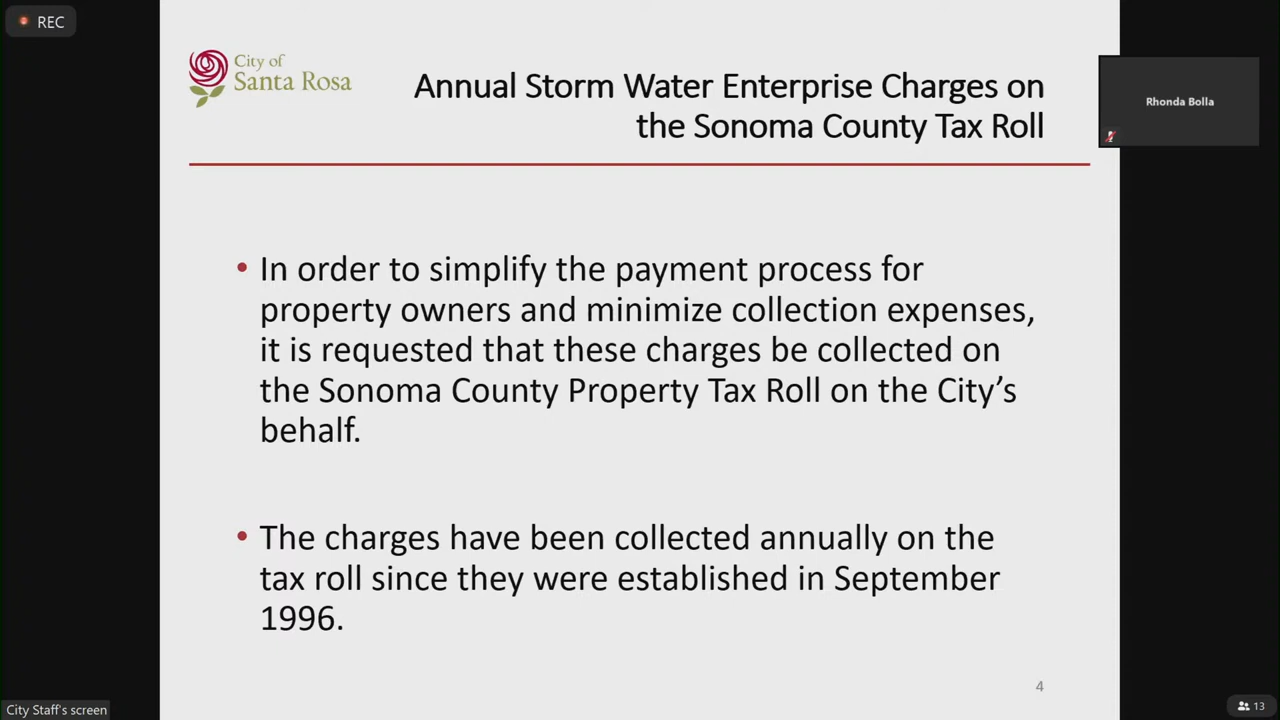 REC
City of
Santa Rosa
Annual Storm Water Enterprise Charges on
the Sonoma County Tax Roll
Rhonda Bolla
• In order to simplify the payment process for
property owners and minimize collection expenses,
it is requested that these charges be collected on
the Sonoma County Property Tax Roll on the City’s
behalf.
• The charges have been collected annually on the
tax roll since they were established in September
1996.
4
City Staff's screen
13